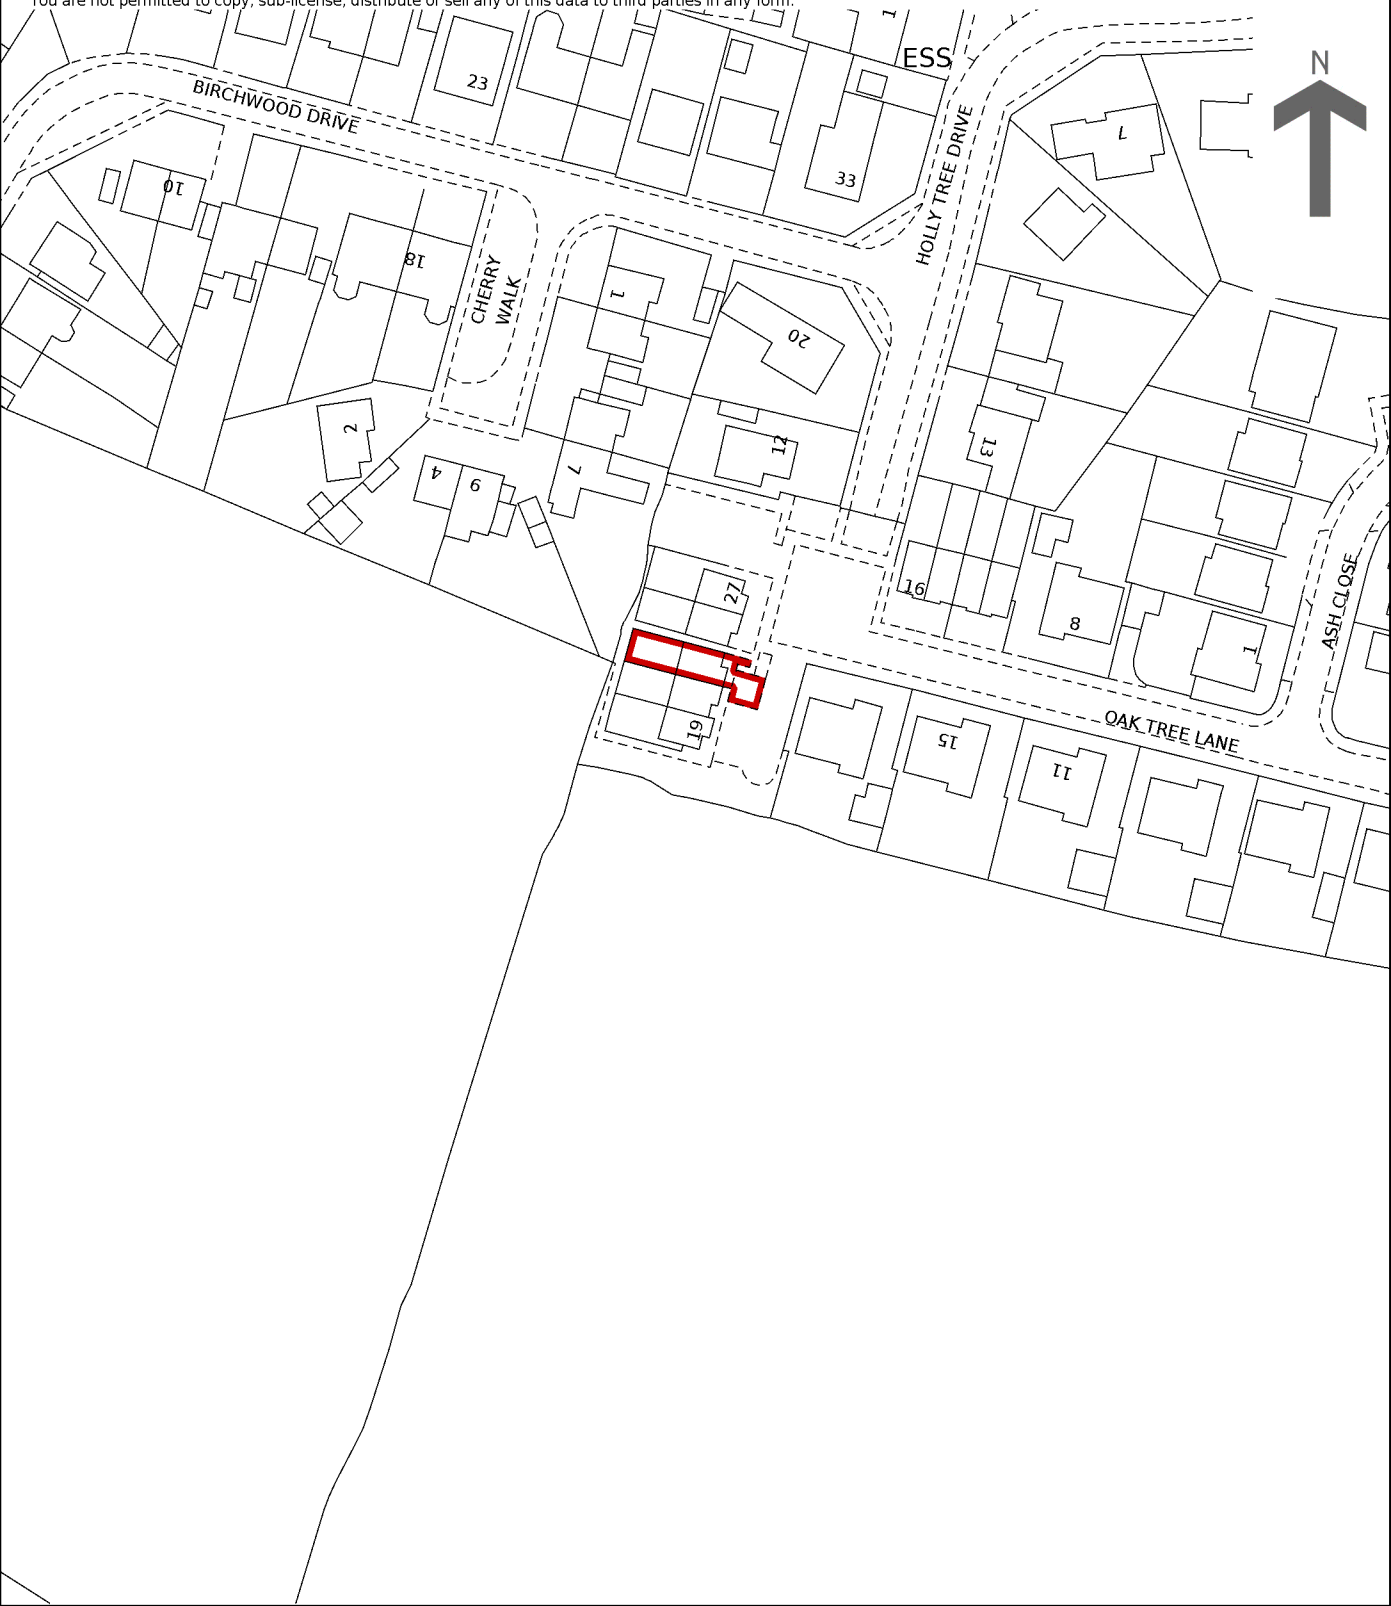 You are not permitted to copy, sub-license, distribute or sell any of this data to third parties in any form.
ESS
N
23
BIRCHWOOD DRIVE
33
HOLLY TREE DRIVE
7
10
18
CHERRY
WALK
1
20
2
4
6
7
12
13
16
8
27
19
1
ASH CLOSE
OAK TREE LANE
15
11